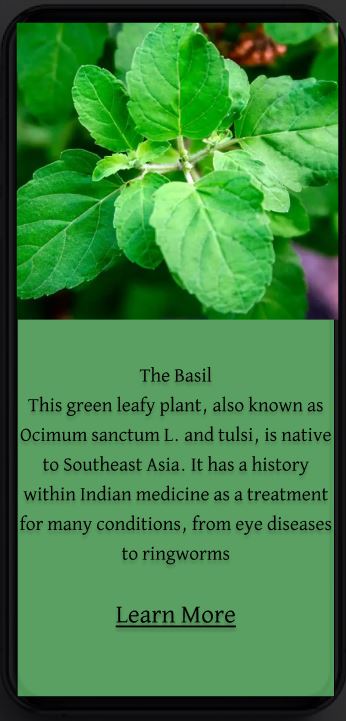 The Basil
This green leafy plant, also known as
Ocimum sanctum L. and tulsi, is native
to Southeast Asia. It has a history
within Indian medicine as a treatment
for many conditions, from eye diseases
to ringworms
Learn More